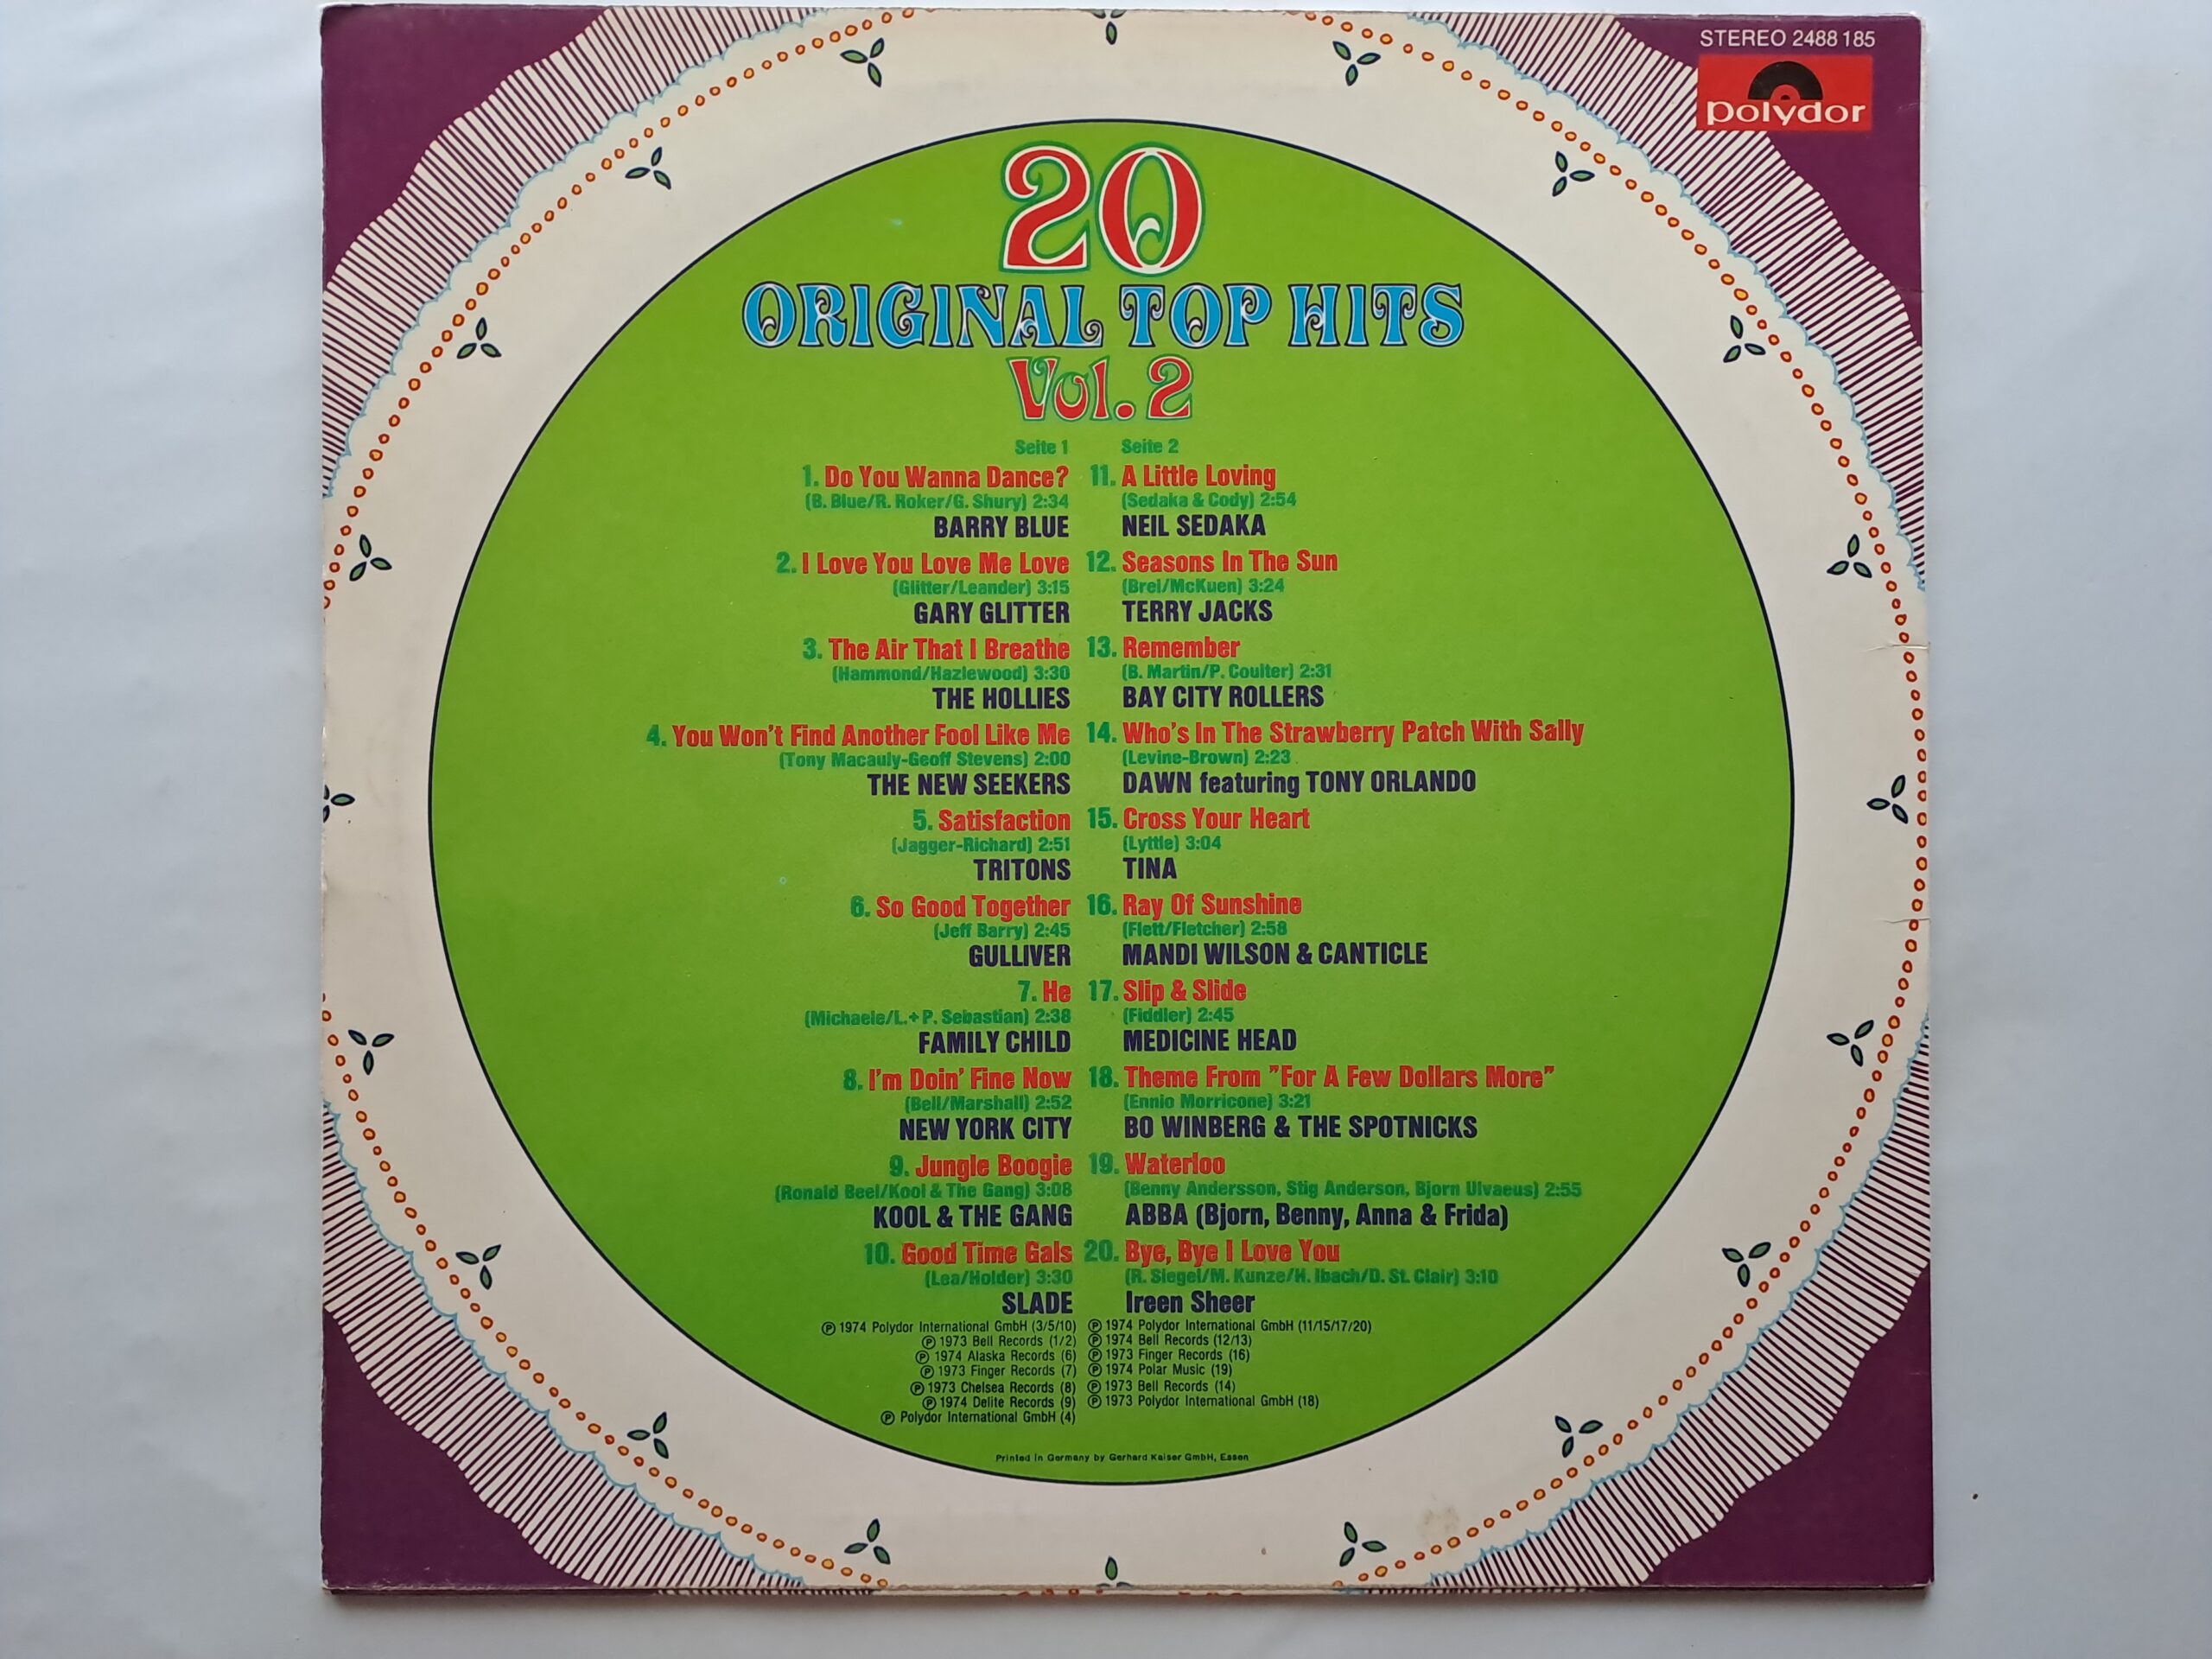 STEREO 2488 185
polydor
20
ORIGINAL TOP HITS
Vol. 2
Seite 1
1. Do You Wanna Dance?
(B. Blue/R. Roker/G. Shury) 2:34
BARRY BLUE
2. I Love You Love Me Love
(Glitter/Leander) 3:15
GARY GLITTER
3. The Air That I Breathe
(Hammond/Hazlewood) 3:30
THE HOLLIES
4. You Won't Find Another Fool Like Me
(Tony Macauly-Geoff Stevens) 2:00
THE NEW SEEKERS
5. Satisfaction
(Jagger-Richard) 2:51
TRITONS
6. So Good Together
(Jeff Barry) 2:45
GULLIVER
7. He
(Michaele/L.+P. Sebastian) 2:38
FAMILY CHILD
8. I'm Doin' Fine Now
(Bell/Marshall) 2:52
NEW YORK CITY
9. Jungle Boogie
(Ronald Beel/Kool & The Gang) 3:08
KOOL & THE GANG
10. Good Time Gals
(Lea/Holder) 3:30
SLADE
℗ 1974 Polydor International GmbH (3/5/10)
℗ 1973 Bell Records (1/2)
℗ 1974 Alaska Records (6)
℗ 1973 Finger Records (7)
℗ 1973 Chelsea Records (8)
℗ 1974 Delite Records (9)
℗ Polydor International GmbH (4)
Seite 2
11. A Little Loving
(Sedaka & Cody) 2:54
NEIL SEDAKA
12. Seasons In The Sun
(Brel/McKuen) 3:24
TERRY JACKS
13. Remember
(B. Martin/P. Coulter) 2:31
BAY CITY ROLLERS
14. Who's In The Strawberry Patch With Sally
(Levine-Brown) 2:23
DAWN featuring TONY ORLANDO
15. Cross Your Heart
(Lyttle) 3:04
TINA
16. Ray Of Sunshine
(Flett/Fletcher) 2:58
MANDI WILSON & CANTICLE
17. Slip & Slide
(Fiddler) 2:45
MEDICINE HEAD
18. Theme From "For A Few Dollars More"
(Ennio Morricone) 3:21
BO WINBERG & THE SPOTNICKS
19. Waterloo
(Benny Andersson, Stig Anderson, Bjorn Ulvaeus) 2:55
ABBA (Bjorn, Benny, Anna & Frida)
20. Bye, Bye I Love You
(R. Siegel/M. Kunze/H. Ibach/D. St. Clair) 3:10
Ireen Sheer
℗ 1974 Polydor International GmbH (11/15/17/20)
℗ 1974 Bell Records (12/13)
℗ 1973 Finger Records (16)
℗ 1974 Polar Music (19)
℗ 1973 Bell Records (14)
℗ 1973 Polydor International GmbH (18)
Printed in Germany by Gerhard Kaiser GmbH, Essen